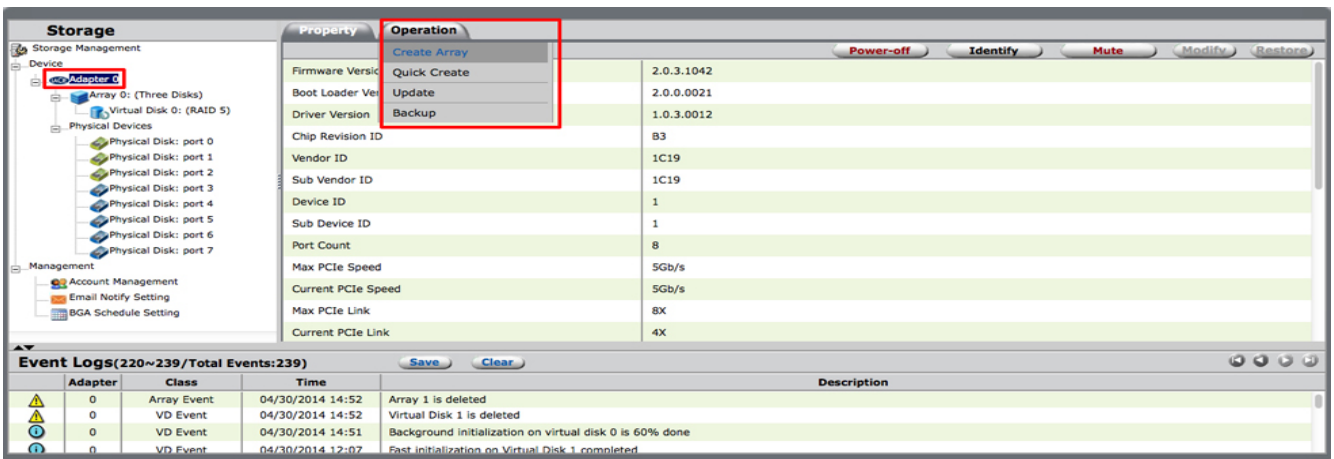 Storage
Storage Management
Device
Adapter 0
Array 0: (Three Disks)
Virtual Disk 0: (RAID 5)
Physical Devices
Physical Disk: port 0
Physical Disk: port 1
Physical Disk: port 2
Physical Disk: port 3
Physical Disk: port 4
Physical Disk: port 5
Physical Disk: port 6
Physical Disk: port 7
Management
Account Management
Email Notify Setting
BGA Schedule Setting
Property Operation
Create Array
Quick Create
Update
Backup
Power-off Identify Mute Modify Restore
Firmware Versio 2.0.3.1042
Boot Loader Ver 2.0.0.0021
Driver Version 1.0.3.0012
Chip Revision ID B3
Vendor ID 1C19
Sub Vendor ID 1C19
Device ID 1
Sub Device ID 1
Port Count 8
Max PCIe Speed 5Gb/s
Current PCIe Speed 5Gb/s
Max PCIe Link 8X
Current PCIe Link 4X
Event Logs(220~239/Total Events:239) Save Clear
Adapter Class Time Description
0 Array Event 04/30/2014 14:52 Array 1 is deleted
0 VD Event 04/30/2014 14:52 Virtual Disk 1 is deleted
0 VD Event 04/30/2014 14:51 Background initialization on virtual disk 0 is 60% done
0 VD Event 04/30/2014 12:07 Fast initialization on Virtual Disk 1 completed